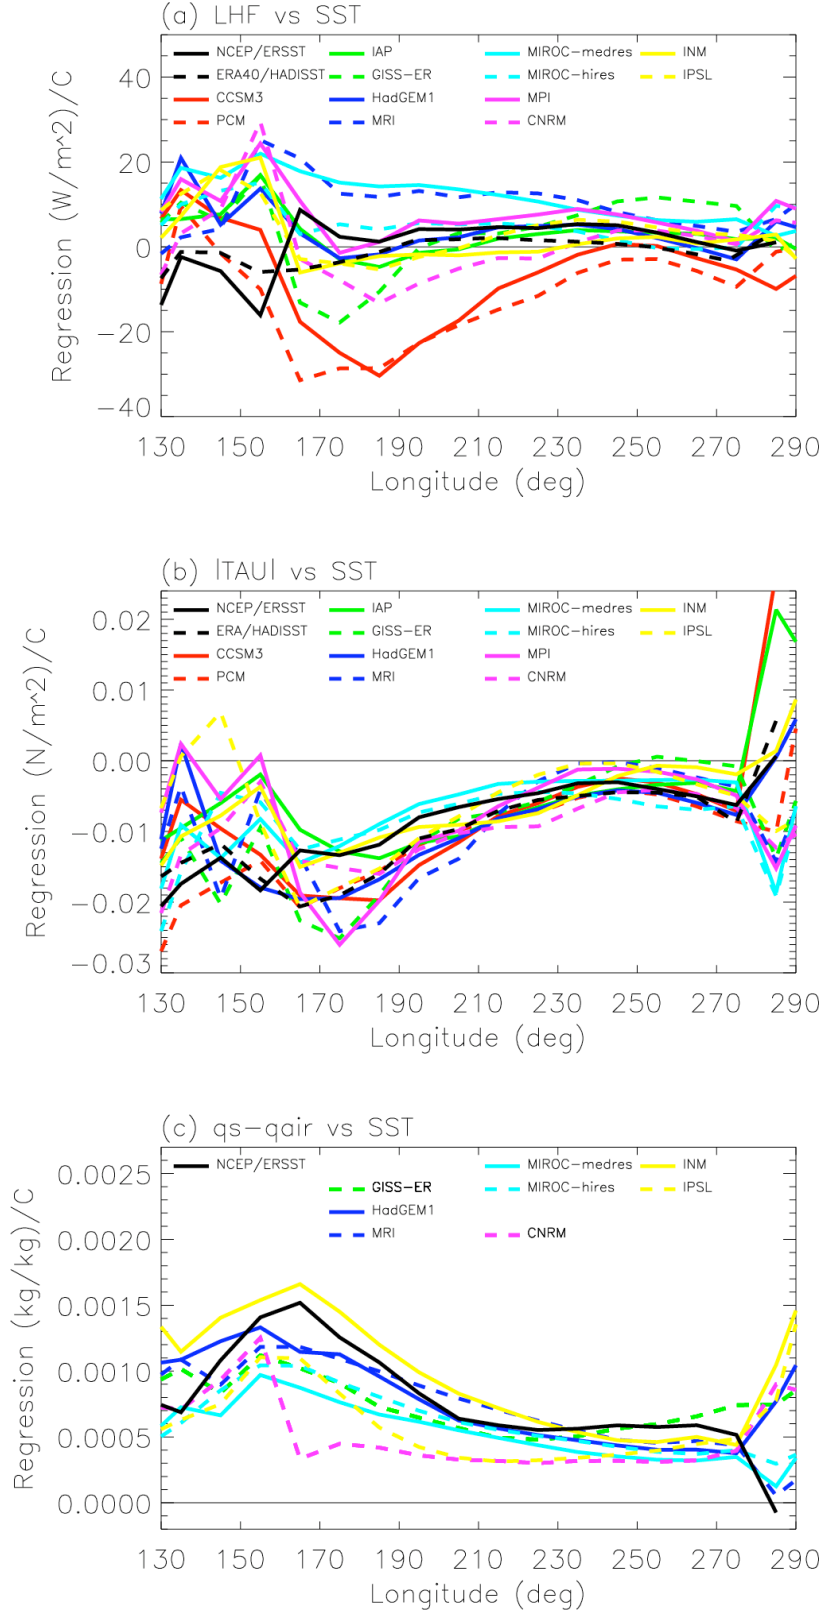 (a) LHF vs SST
NCEP/ERSST IAP MIROC-medres INM
ERA40/HADISST GISS-ER MIROC-hires IPSL
CCSM3 HadGEM1 MPI
PCM MRI CNRM
Regression (W/m^2)/C
40
20
0
-20
-40
130 150 170 190 210 230 250 270 290
Longitude (deg)
(b) |TAU| vs SST
NCEP/ERSST IAP MIROC-medres INM
ERA/HADISST GISS-ER MIROC-hires IPSL
CCSM3 HadGEM1 MPI
PCM MRI CNRM
Regression (N/m^2)/C
0.02
0.01
0.00
-0.01
-0.02
-0.03
130 150 170 190 210 230 250 270 290
Longitude (deg)
(c) qs-qair vs SST
NCEP/ERSST MIROC-medres INM
GISS-ER MIROC-hires IPSL
HadGEM1
MRI CNRM
Regression (kg/kg)/C
0.0025
0.0020
0.0015
0.0010
0.0005
0.0000
130 150 170 190 210 230 250 270 290
Longitude (deg)